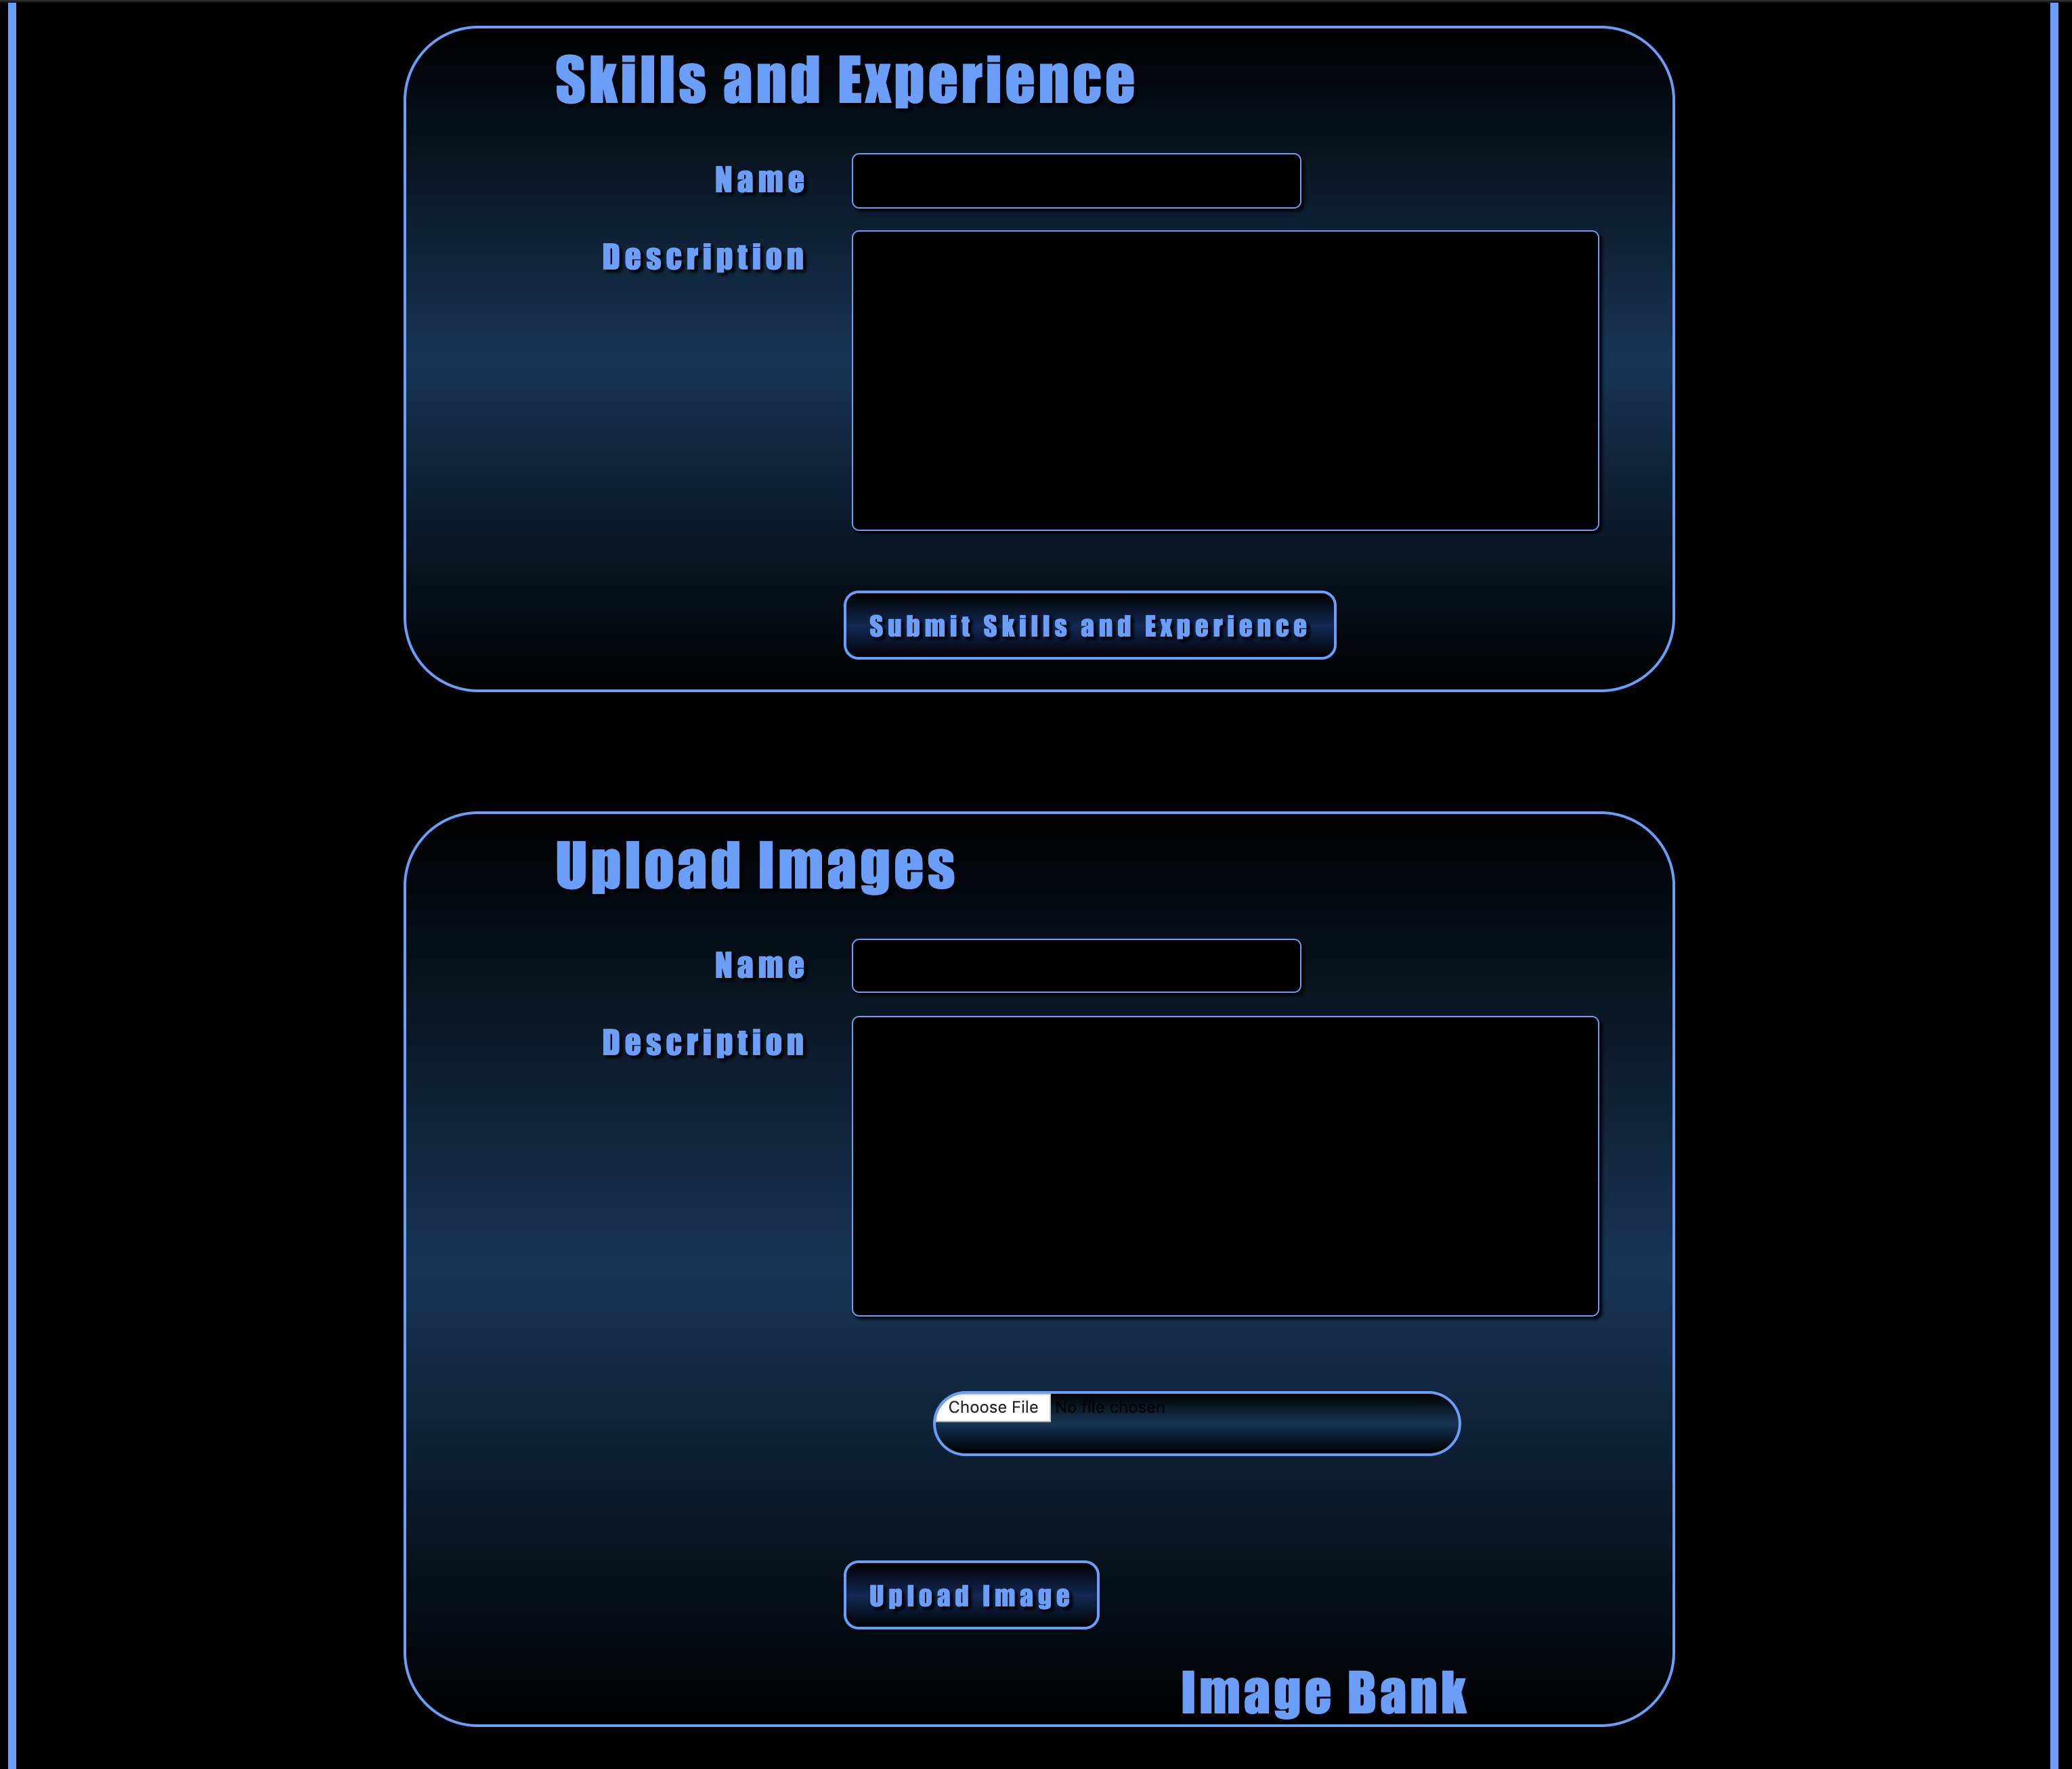 Skills and Experience
Name
Description
Submit Skills and Experience
Upload Images
Name
Description
Choose File No file chosen
Upload Image
Image Bank